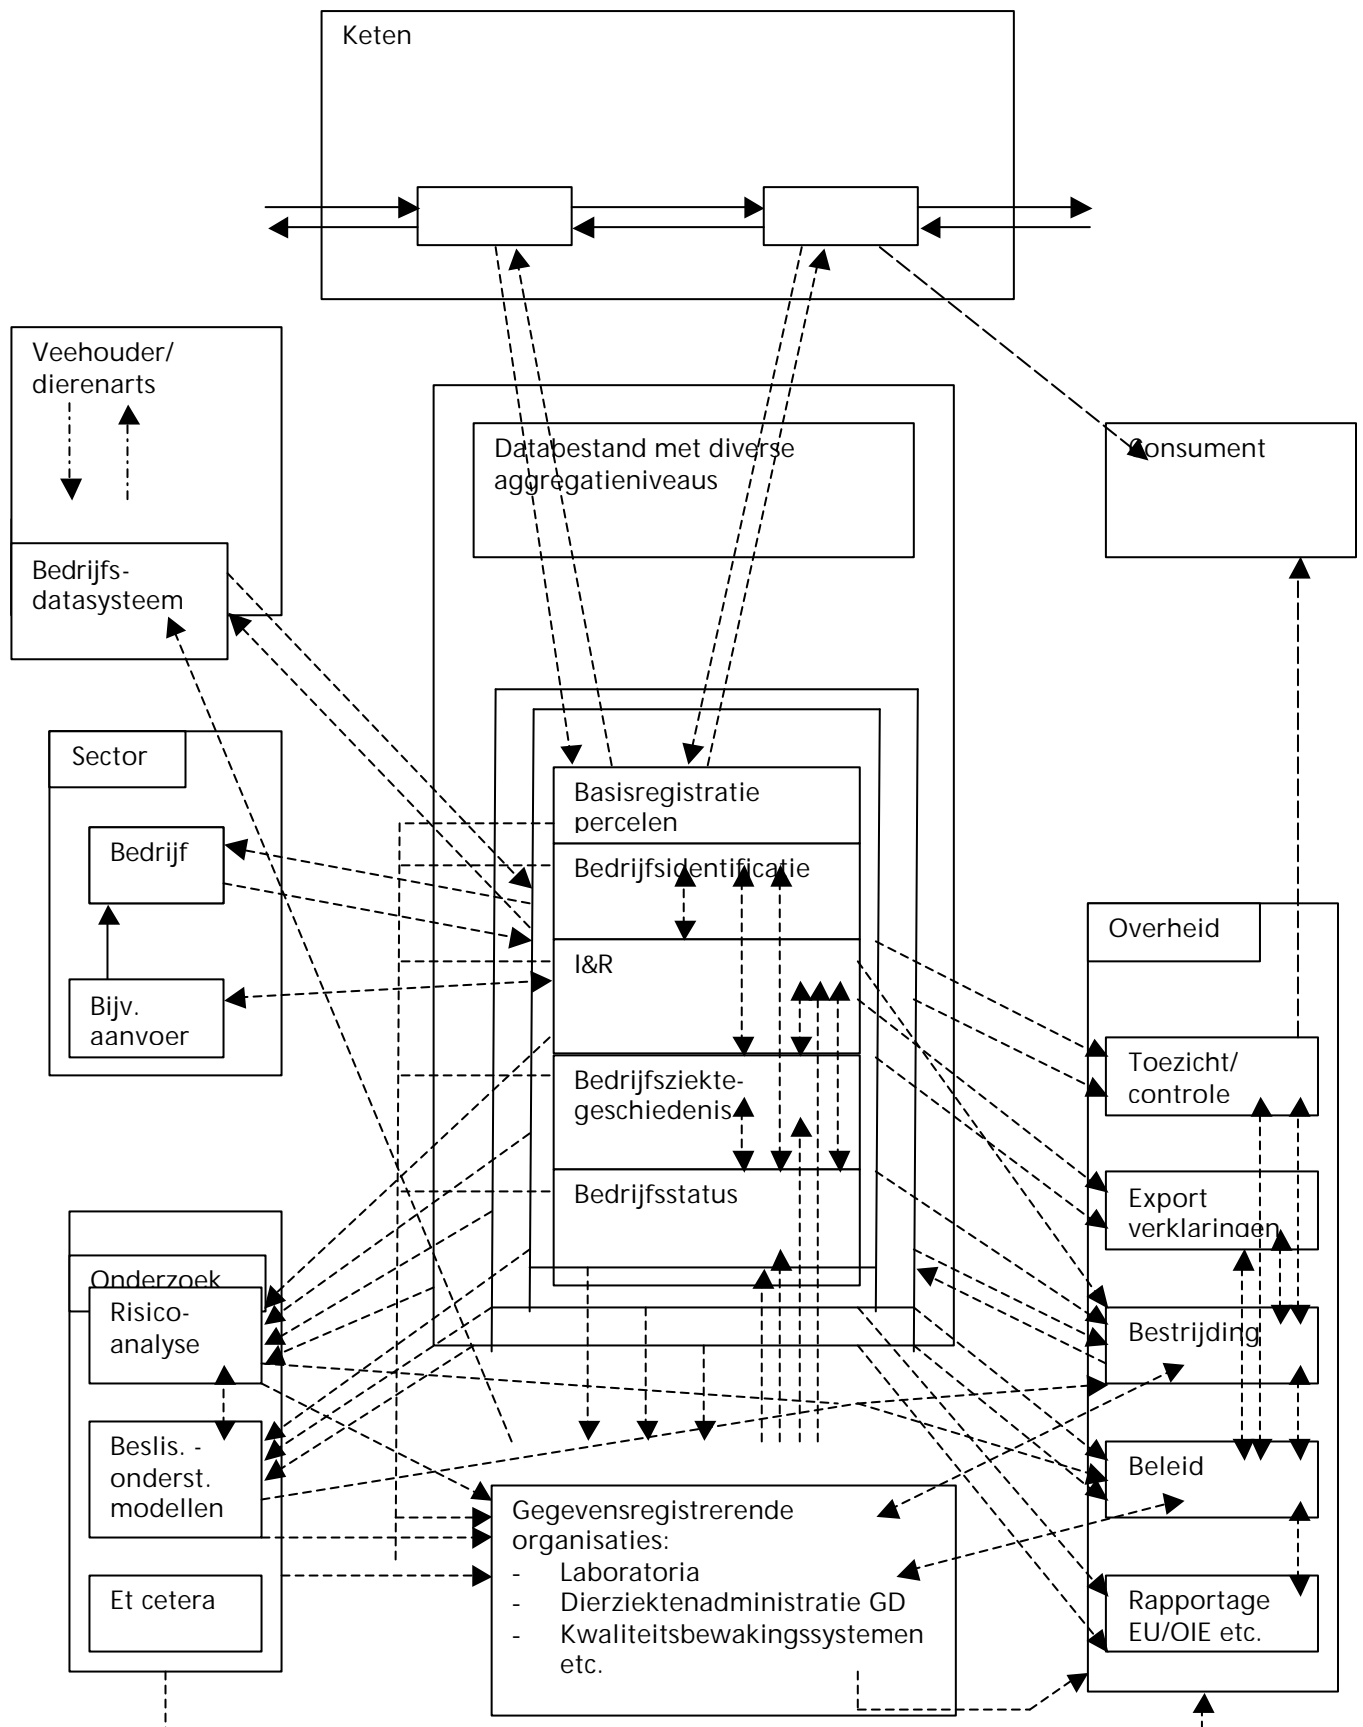 Keten
Veehouder/
dierenarts
Databestand met diverse
aggregatieniveaus
Consument
Bedrijfs-
datasysteem
Sector
Bedrijf
Bijv.
aanvoer
Basisregistratie
percelen
Bedrijfsidentificatie
I&R
Bedrijfsziekte-
geschiedenis
Bedrijfsstatus
Overheid
Toezicht/
controle
Export
verklaringen
Bestrijding
Beleid
Rapportage
EU/OIE etc.
Onderzoek
Risico-
analyse
Beslis. -
onderst.
modellen
Et cetera
Gegevensregistrerende
organisaties:
- Laboratoria
- Dierziektenadministratie GD
- Kwaliteitsbewakingssystemen
etc.